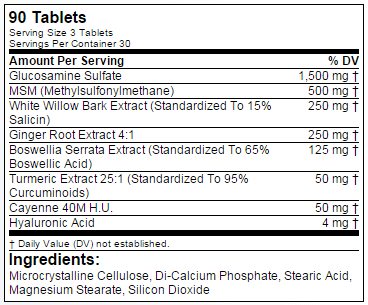 90 Tablets
Serving Size 3 Tablets
Servings Per Container 30
Amount Per Serving % DV
Glucosamine Sulfate 1,500 mg †
MSM (Methylsulfonylmethane) 500 mg †
White Willow Bark Extract (Standardized To 15% 250 mg †
Salicin)
Ginger Root Extract 4:1 250 mg †
Boswellia Serrata Extract (Standardized To 65% 125 mg †
Boswellic Acid)
Turmeric Extract 25:1 (Standardized To 95% 50 mg †
Curcuminoids)
Cayenne 40M H.U. 50 mg †
Hyaluronic Acid 4 mg †
† Daily Value (DV) not established.
Ingredients:
Microcrystalline Cellulose, Di-Calcium Phosphate, Stearic Acid,
Magnesium Stearate, Silicon Dioxide